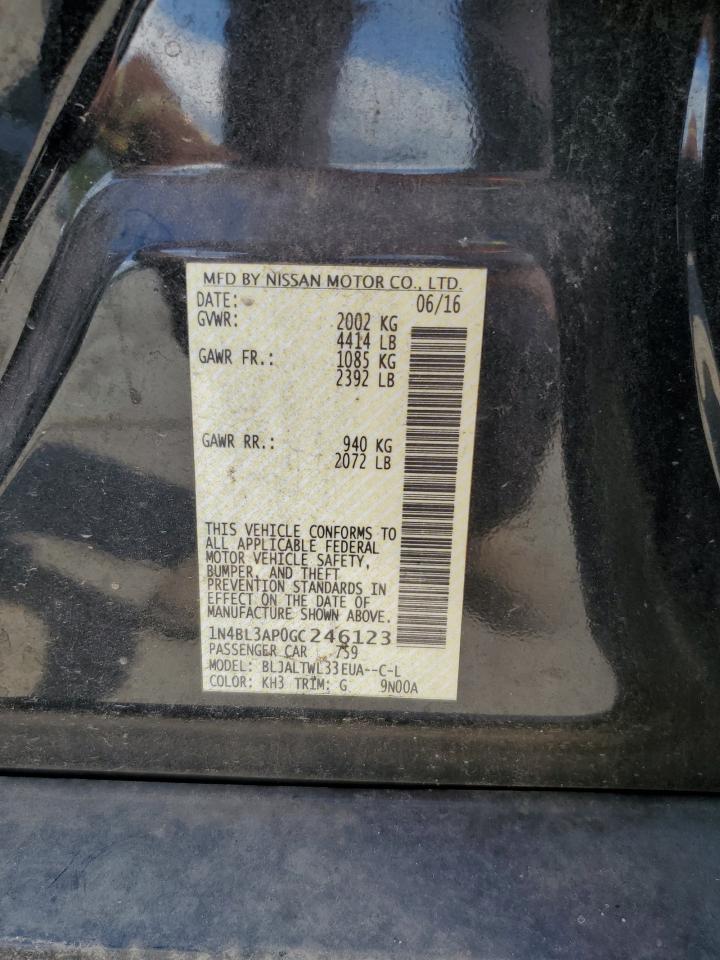 MFD BY NISSAN MOTOR CO., LTD.
DATE: 06/16
GVWR: 2002 KG
4414 LB
GAWR FR.: 1085 KG
2392 LB
GAWR RR.: 940 KG
2072 LB
THIS VEHICLE CONFORMS TO
ALL APPLICABLE FEDERAL
MOTOR VEHICLE SAFETY,
BUMPER, AND THEFT
PREVENTION STANDARDS IN
EFFECT ON THE DATE OF
MANUFACTURE SHOWN ABOVE.
1N4BL3AP0GC246123
PASSENGER CAR 759
MODEL: BLJALTWL33EUA--C-L
COLOR: KH3 TRIM: G 9N00A